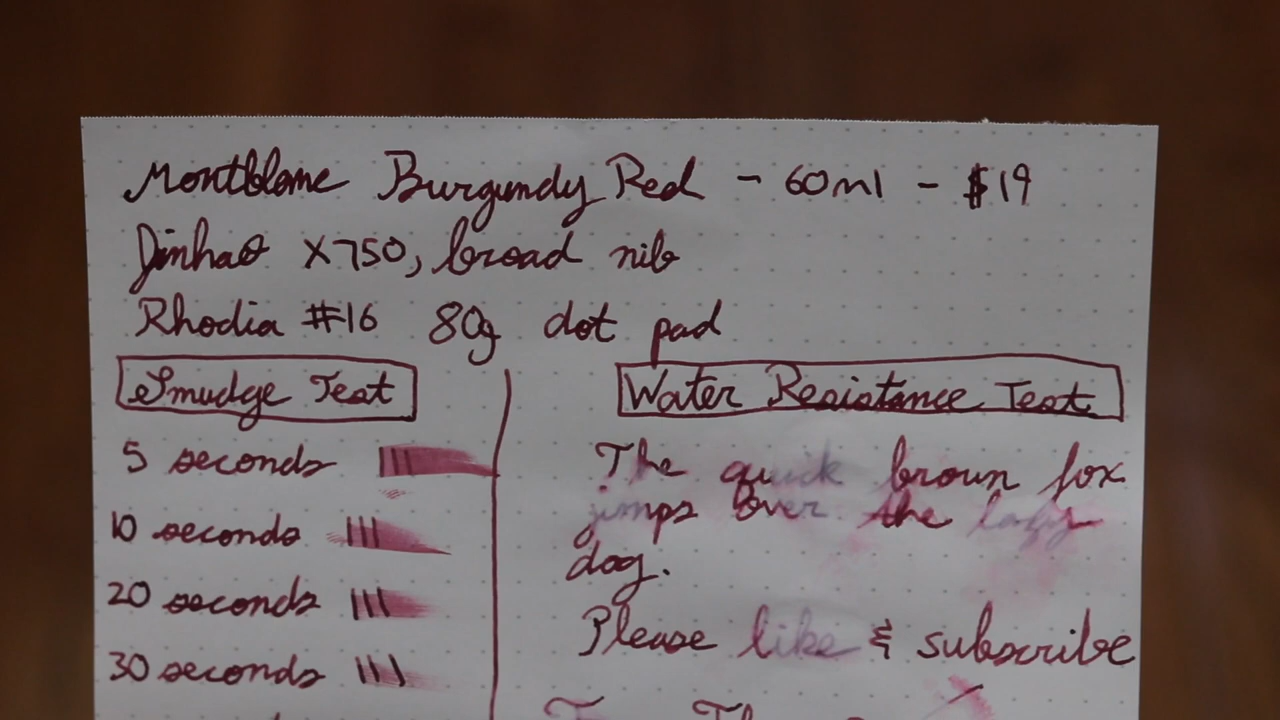 Montblanc Burgundy Red - 60ml - $19
Jinhao X750, broad nib
Rhodia #16 80g dot pad
Smudge Test
5 seconds
10 seconds
20 seconds
30 seconds
Water Resistance Test
The quick brown fox
jumps over the lazy
dog.
Please like & subscribe